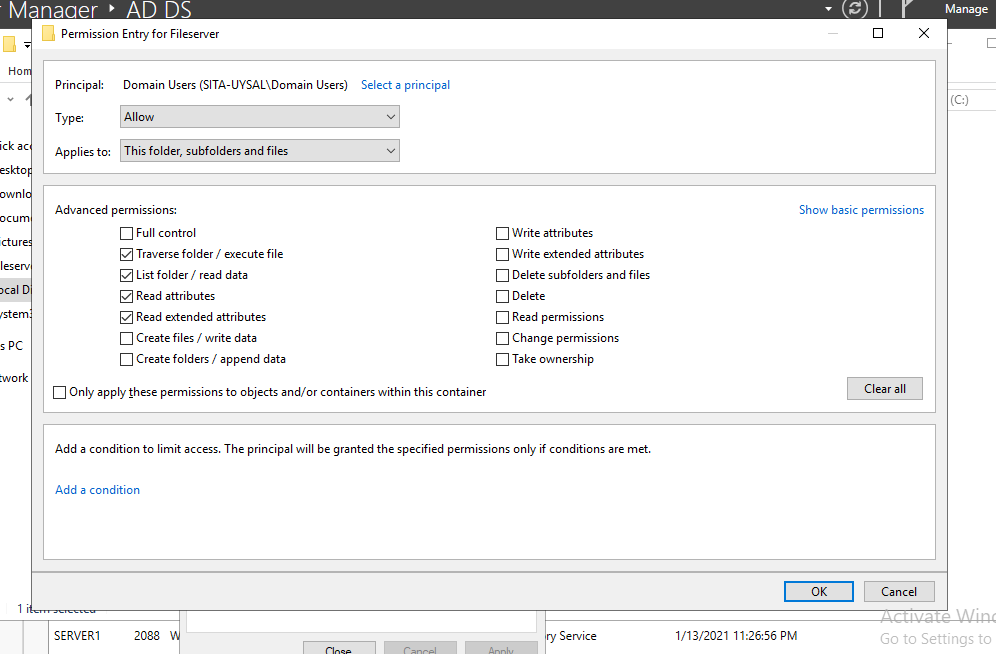 Manager ‣ AD DS
Manage
Permission Entry for Fileserver
Principal: Domain Users (SITA-UYSAL\Domain Users) Select a principal
(C:)
Type: Allow
Applies to: This folder, subfolders and files
Advanced permissions: Show basic permissions
Full control Write attributes
Traverse folder / execute file Write extended attributes
List folder / read data Delete subfolders and files
Read attributes Delete
Read extended attributes Read permissions
Create files / write data Change permissions
Create folders / append data Take ownership
Only apply these permissions to objects and/or containers within this container
Clear all
Add a condition to limit access. The principal will be granted the specified permissions only if conditions are met.
Add a condition
OK Cancel
1 item selected
Activate Wind
SERVER1 2088 W ry Service 1/13/2021 11:26:56 PM
Go to Settings to
Close Cancel Apply
Hom
ick acc
esktop
ownlo
ocum
ictures
ileserv
ocal Di
ystem3
s PC
twork